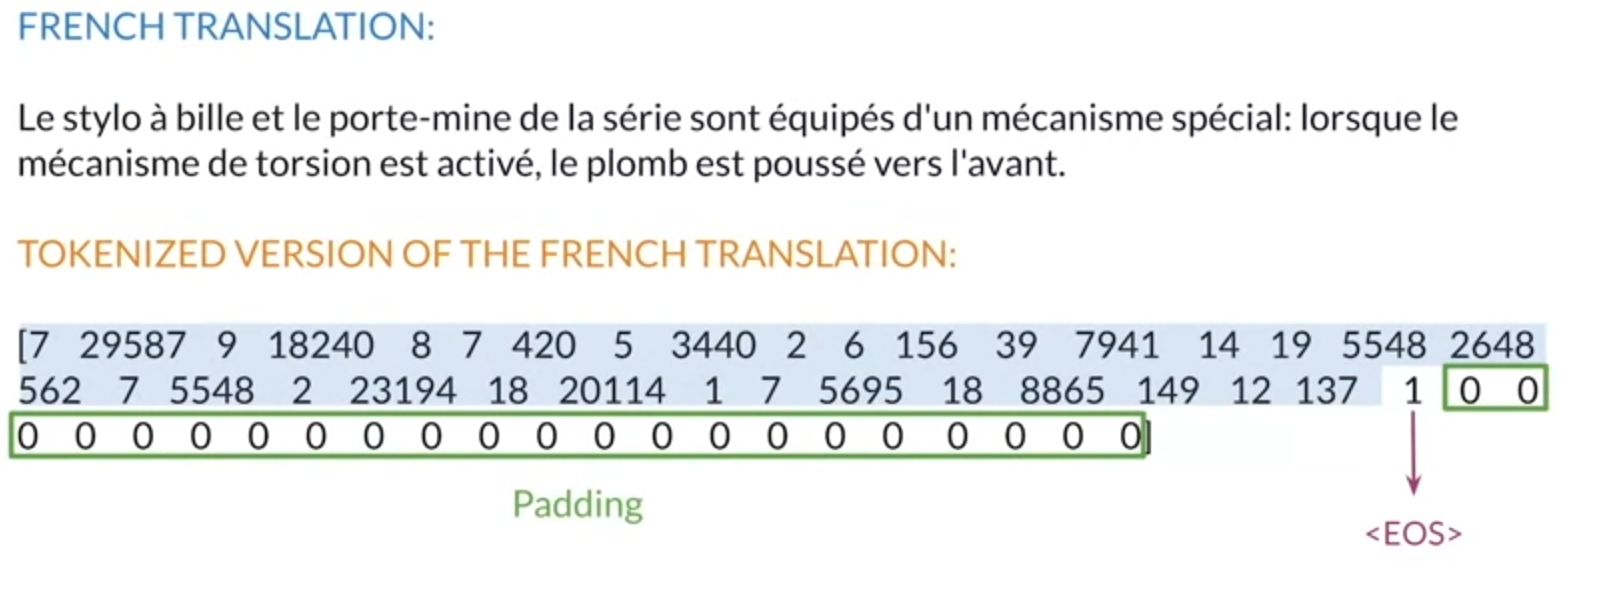 FRENCH TRANSLATION:
Le stylo à bille et le porte-mine de la série sont équipés d'un mécanisme spécial: lorsque le
mécanisme de torsion est activé, le plomb est poussé vers l'avant.
TOKENIZED VERSION OF THE FRENCH TRANSLATION:
[7 29587 9 18240 8 7 420 5 3440 2 6 156 39 7941 14 19 5548 2648
562 7 5548 2 23194 18 20114 1 7 5695 18 8865 149 12 137 1 0 0
0 0 0 0 0 0 0 0 0 0 0 0 0 0 0 0 0 0 0 0]
Padding
<EOS>